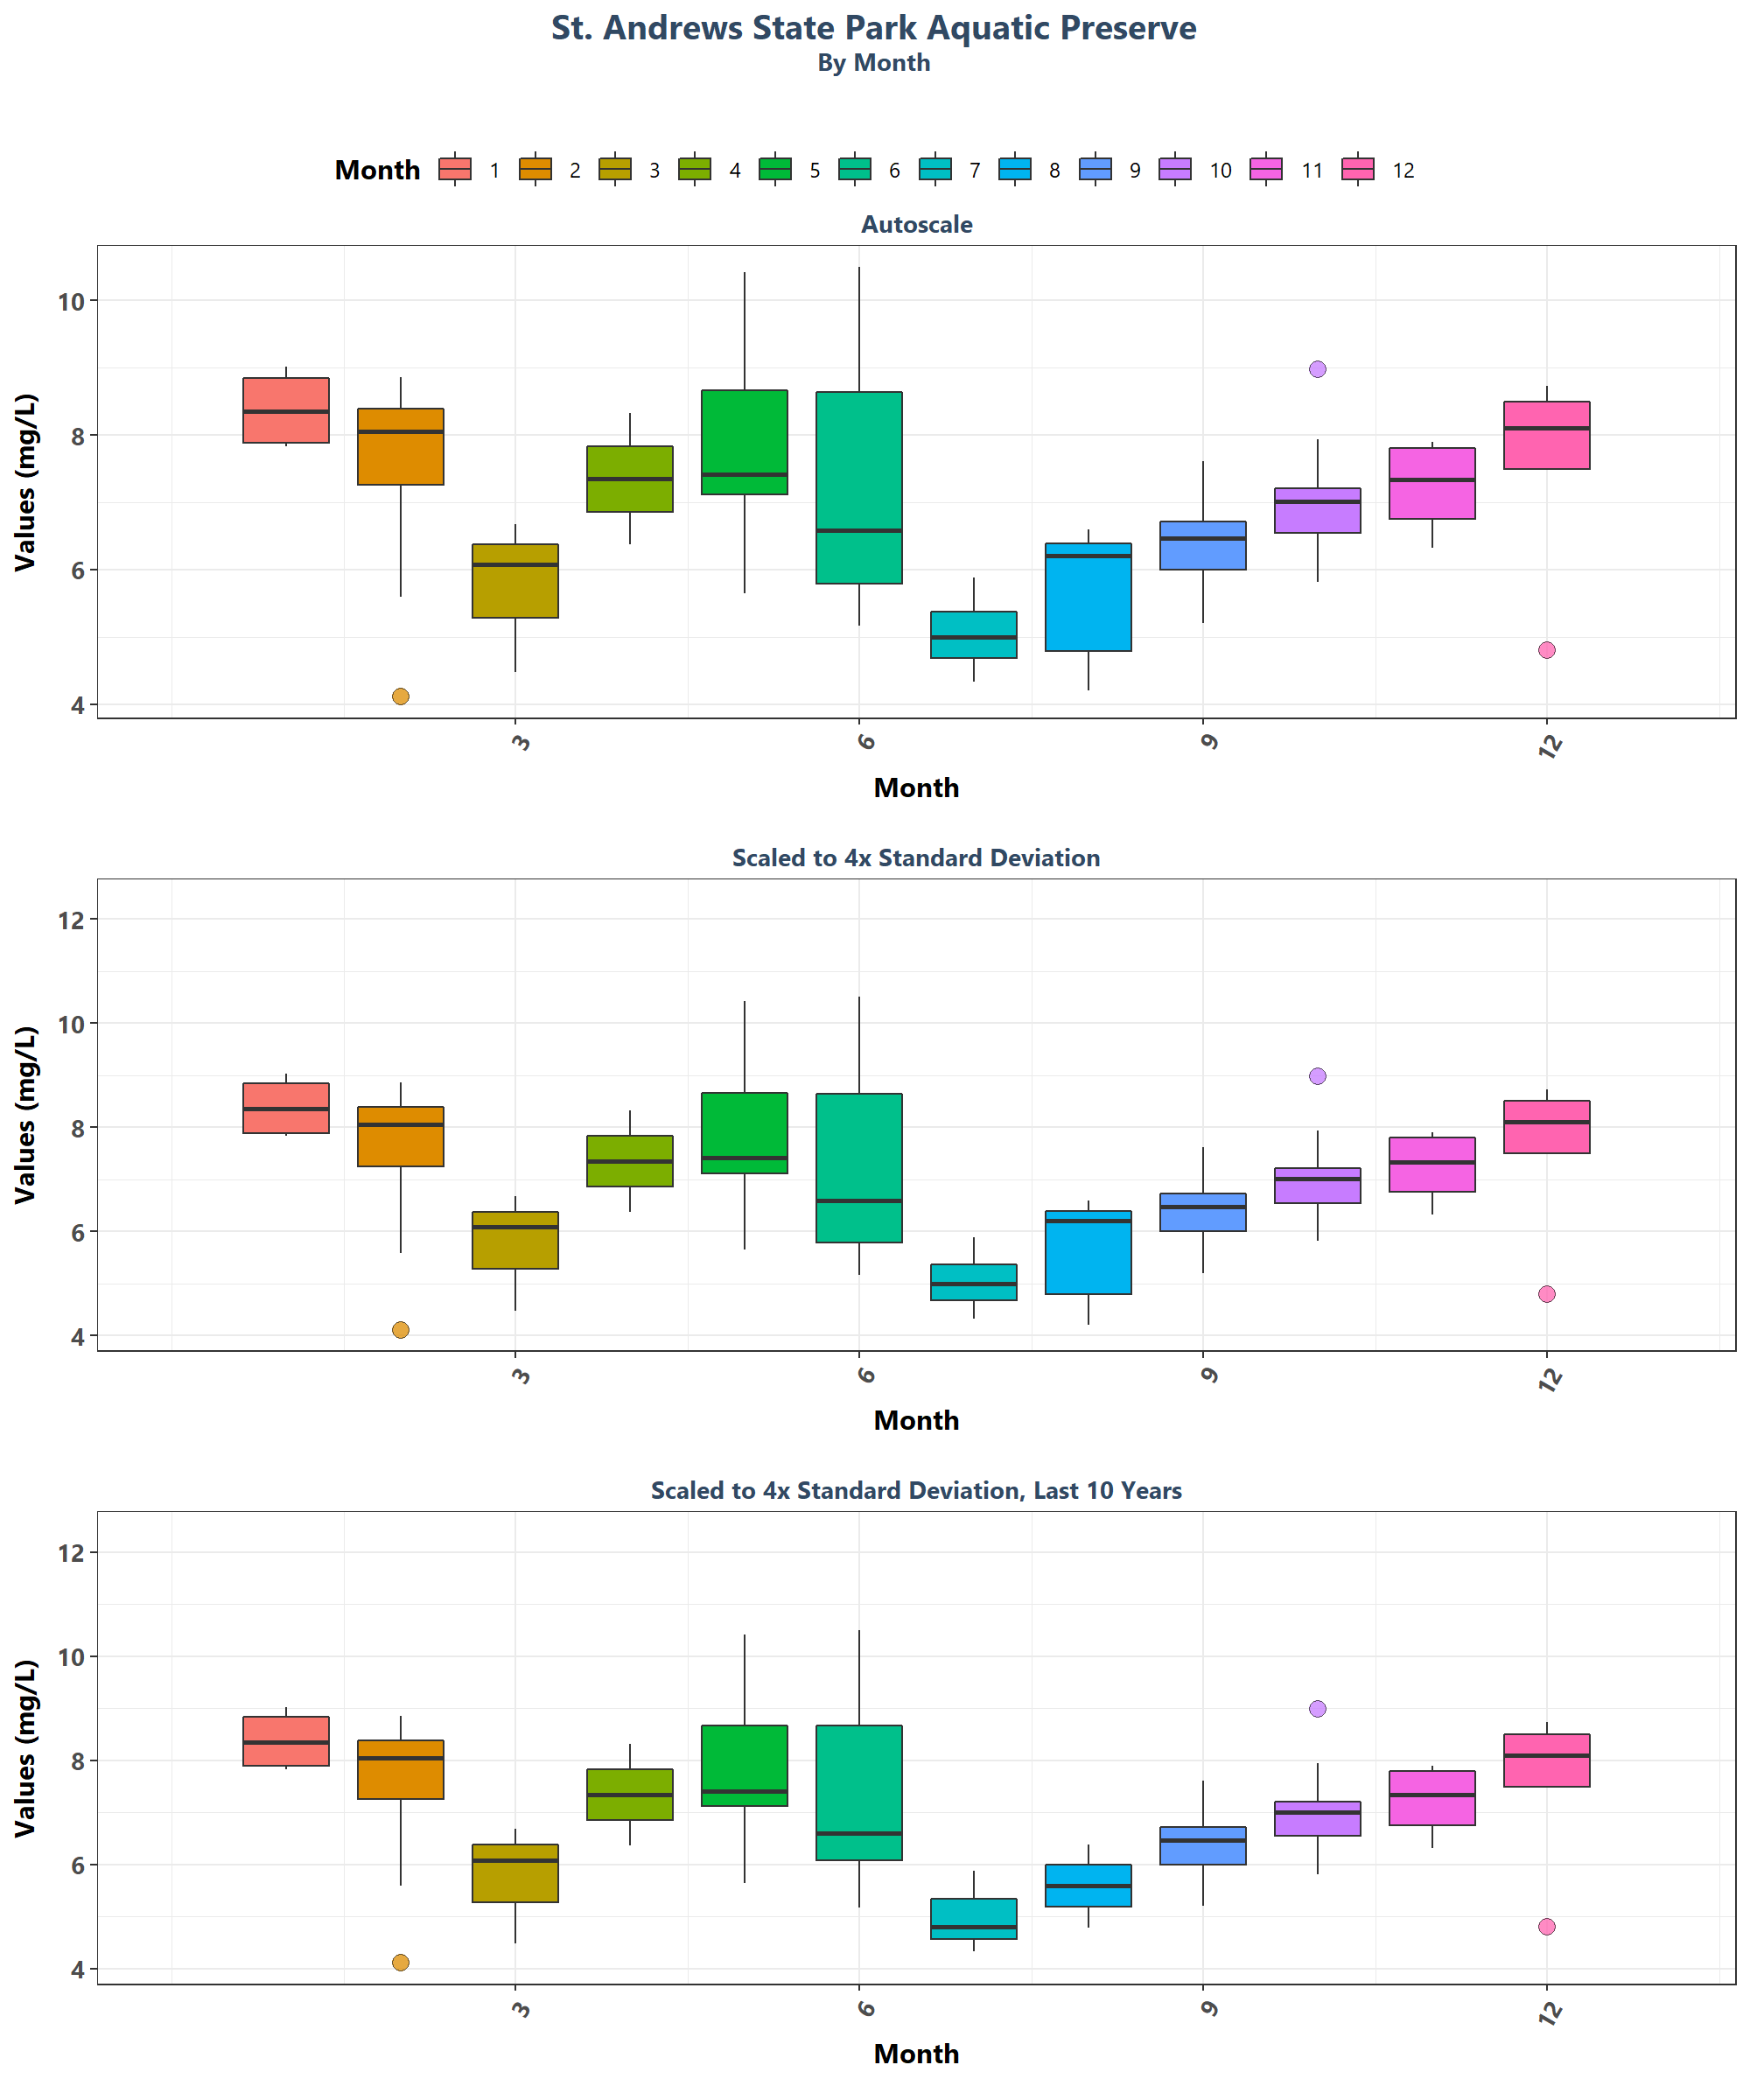 St. Andrews State Park Aquatic Preserve
By Month
Month 1 2 3 4 5 6 7 8 9 10 11 12
Autoscale
Values (mg/L)
10
8
6
4
3 6 9 12
Month
Scaled to 4x Standard Deviation
Values (mg/L)
12
10
8
6
4
3 6 9 12
Month
Scaled to 4x Standard Deviation, Last 10 Years
Values (mg/L)
12
10
8
6
4
3 6 9 12
Month